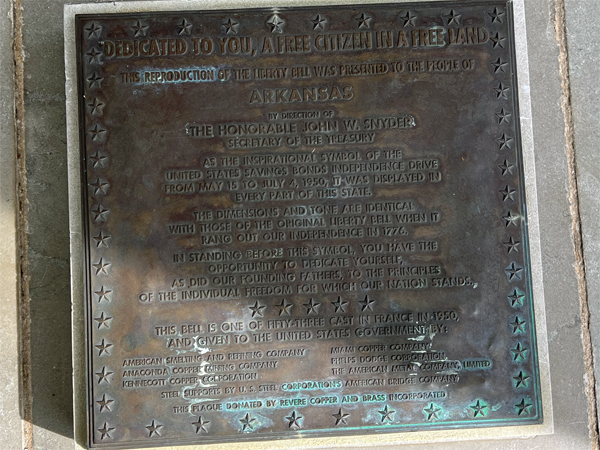 DEDICATED TO YOU, A FREE CITIZEN IN A FREE LAND
THIS REPRODUCTION OF THE LIBERTY BELL WAS PRESENTED TO THE PEOPLE OF
ARKANSAS
BY DIRECTION OF
THE HONORABLE JOHN W. SNYDER
SECRETARY OF THE TREASURY
AS THE INSPIRATIONAL SYMBOL OF THE
UNITED STATES SAVINGS BONDS INDEPENDENCE DRIVE
FROM MAY 15 TO JULY 4, 1950, IT WAS DISPLAYED IN
EVERY PART OF THIS STATE.
THE DIMENSIONS AND TONE ARE IDENTICAL
WITH THOSE OF THE ORIGINAL LIBERTY BELL WHEN IT
RANG OUT OUR INDEPENDENCE IN 1776.
IN STANDING BEFORE THIS SYMBOL, YOU HAVE THE
OPPORTUNITY TO DEDICATE YOURSELF,
AS DID OUR FOUNDING FATHERS, TO THE PRINCIPLES
OF THE INDIVIDUAL FREEDOM FOR WHICH OUR NATION STANDS.
THIS BELL IS ONE OF FIFTY-THREE CAST IN FRANCE IN 1950,
AND GIVEN TO THE UNITED STATES GOVERNMENT BY:
AMERICAN SMELTING AND REFINING COMPANY
ANACONDA COPPER MINING COMPANY
KENNECOTT COPPER CORPORATION
MIAMI COPPER COMPANY
PHELPS DODGE CORPORATION
THE AMERICAN METAL COMPANY, LIMITED
STEEL SUPPORTS BY U. S. STEEL CORPORATION'S AMERICAN BRIDGE COMPANY
THIS PLAQUE DONATED BY REVERE COPPER AND BRASS INCORPORATED